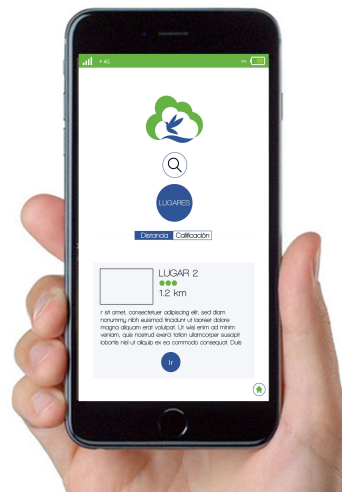 4G
LUGARES
Distancia Calificación
LUGAR 2
1.2 km
r sit amet, consectetuer adipiscing elit, sed diam
nonummy nibh euismod tincidunt ut laoreet dolore
magna aliquam erat volutpat. Ut wisi enim ad minim
veniam, quis nostrud exerci tation ullamcorper suscipit
lobortis nisl ut aliquip ex ea commodo consequat. Duis
Ir